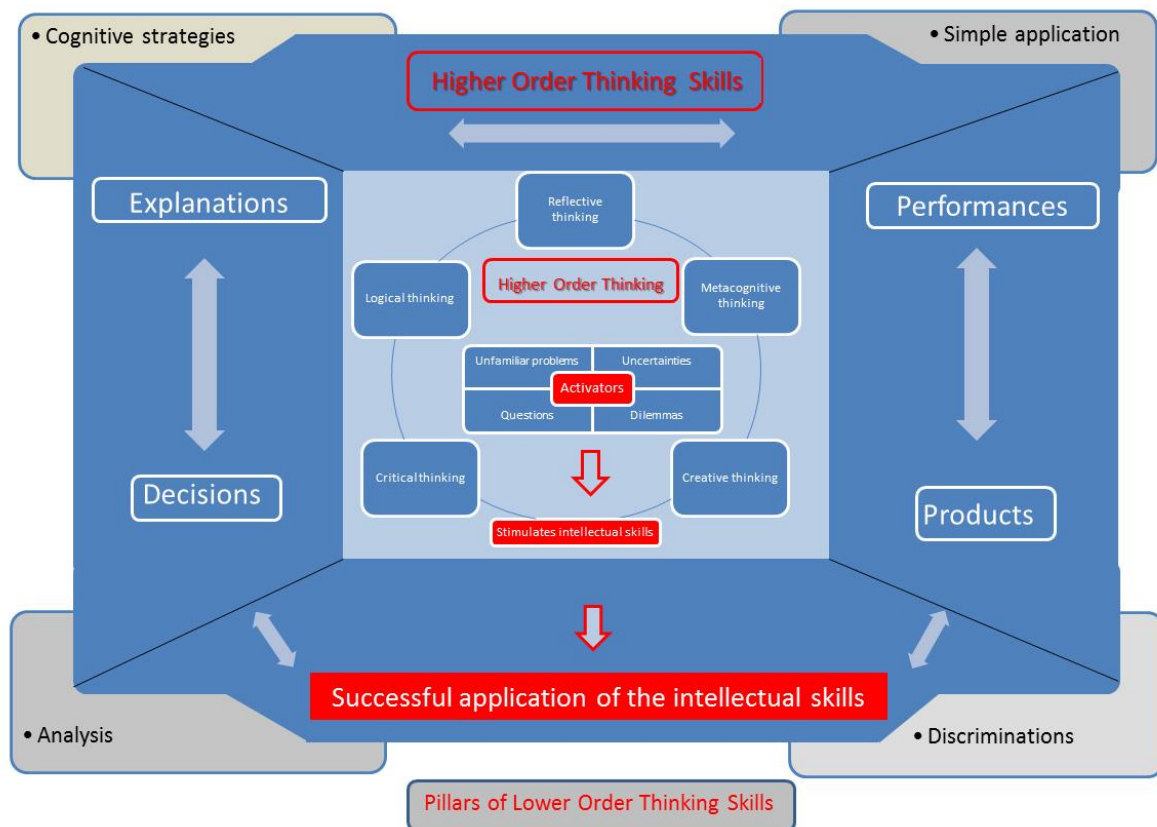 • Cognitive strategies
• Simple application
Higher Order Thinking Skills
Explanations
Performances
Reflective
thinking
Higher Order Thinking
Logical thinking
Metacognitive
thinking
Unfamiliar problems
Uncertainties
Activators
Questions
Dilemmas
Critical thinking
Creative thinking
Decisions
Products
Stimulates intellectual skills
Successful application of the intellectual skills
• Analysis
• Discriminations
Pillars of Lower Order Thinking Skills